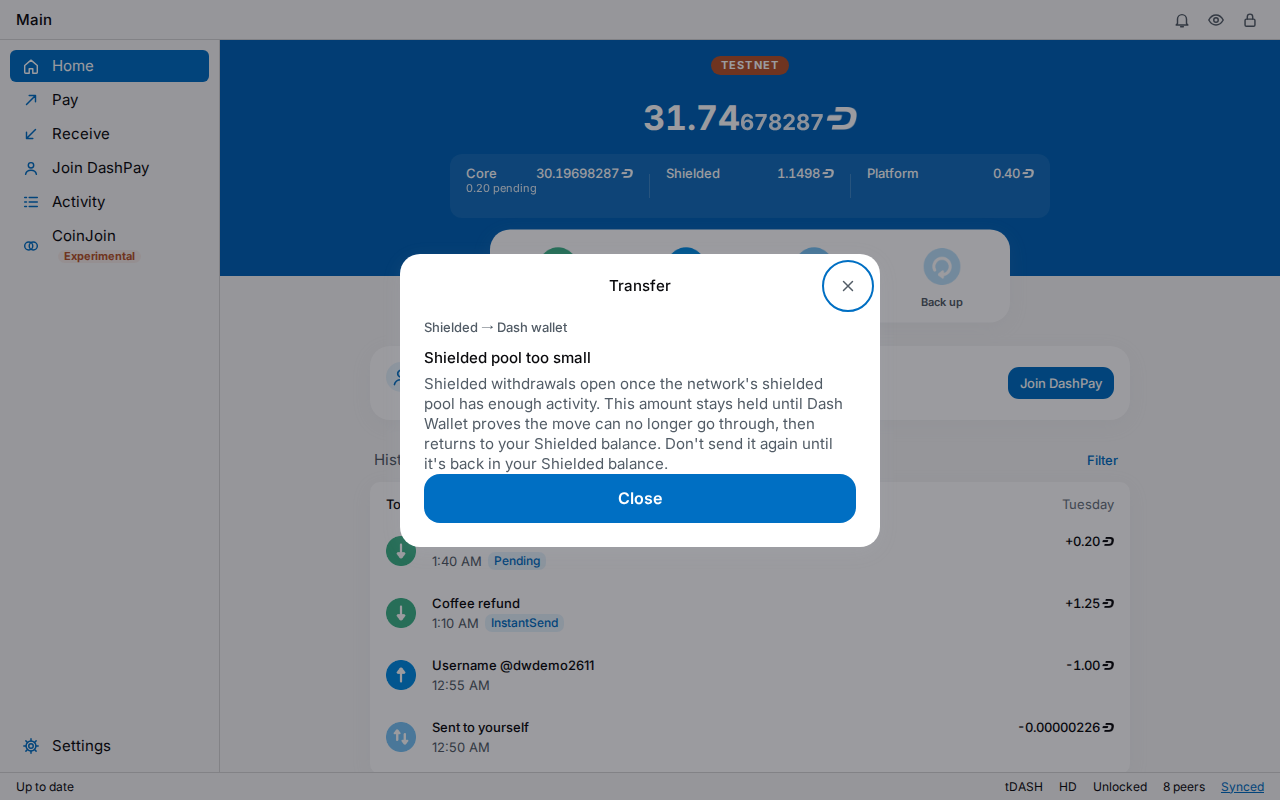 Main
Home
Pay
Receive
Join DashPay
Activity
CoinJoin
Experimental
Settings
TESTNET
31.74678287
Core 30.19698287
0.20 pending
Shielded 1.1498
Platform 0.40
Back up
Transfer
Shielded → Dash wallet
Shielded pool too small
Shielded withdrawals open once the network's shielded
pool has enough activity. This amount stays held until Dash
Wallet proves the move can no longer go through, then
returns to your Shielded balance. Don't send it again until
it's back in your Shielded balance.
Close
Join DashPay
Filter
Tuesday
+0.20
1:40 AM Pending
Coffee refund +1.25
1:10 AM InstantSend
Username @dwdemo2611 -1.00
12:55 AM
Sent to yourself -0.00000226
12:50 AM
Up to date tDASH HD Unlocked 8 peers Synced